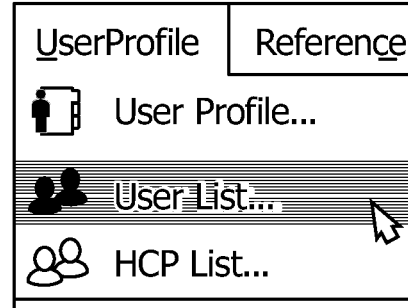 UserProfile Reference
User Profile...
User List...
HCP List...